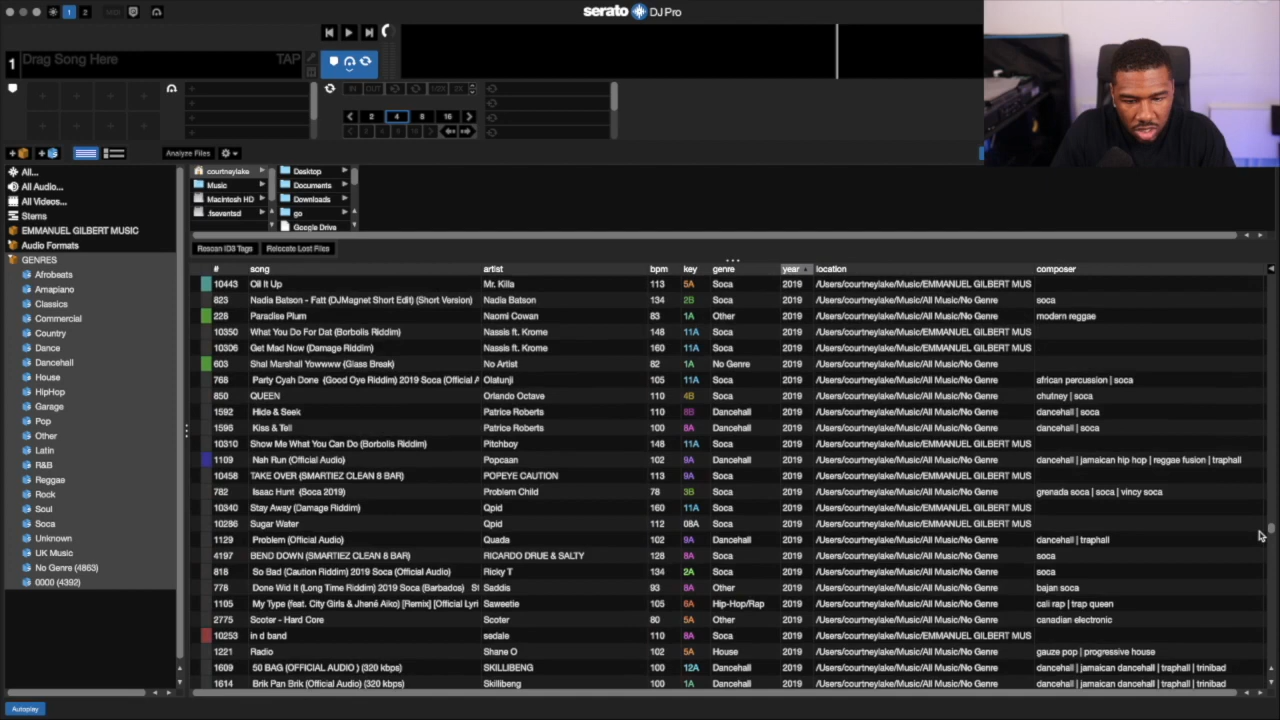 1 2 MIDI serato DJ Pro
1 Drag Song Here TAP
IN OUT 1/2X 2X
2 4 8 16
Analyze Files
All...
All Audio...
All Videos...
Stems
EMMANUEL GILBERT MUSIC
Audio Formats
GENRES
Afrobeats
Amapiano
Classics
Commercial
Country
Dance
Dancehall
House
HipHop
Garage
Pop
Other
Latin
R&B
Reggae
Rock
Soul
Soca
Unknown
UK Music
No Genre (4863)
0000 (4392)
Autoplay
courtneylake Desktop
Music Documents
Macintosh HD Downloads
.fseventsd go
Google Drive
Rescan ID3 Tags Relocate Lost Files
# song artist bpm key genre year location composer
10443 Oil It Up Mr. Killa 113 5A Soca 2019 /Users/courtneylake/Music/EMMANUEL GILBERT MUS
823 Nadia Batson - Fatt (DJMagnet Short Edit) (Short Version) Nadia Batson 134 2B Soca 2019 /Users/courtneylake/Music/All Music/No Genre soca
228 Paradise Plum Naomi Cowan 83 1A Other 2019 /Users/courtneylake/Music/All Music/No Genre modern reggae
10350 What You Do For Dat (Borbolis Riddim) Nassis ft. Krome 148 11A Soca 2019 /Users/courtneylake/Music/EMMANUEL GILBERT MUS
10306 Get Mad Now (Damage Riddim) Nassis ft. Krome 160 11A Soca 2019 /Users/courtneylake/Music/EMMANUEL GILBERT MUS
603 Shal Marshall Yovwww (Glass Break) No Artist 82 1A No Genre 2019 /Users/courtneylake/Music/All Music/No Genre
768 Party Cyah Done (Good Oye Riddim) 2019 Soca (Official A Olatunji 105 11A Soca 2019 /Users/courtneylake/Music/All Music/No Genre african percussion | soca
850 QUEEN Orlando Octave 110 4B Soca 2019 /Users/courtneylake/Music/All Music/No Genre chutney | soca
1592 Hide & Seek Patrice Roberts 110 6B Dancehall 2019 /Users/courtneylake/Music/All Music/No Genre dancehall | soca
1596 Kiss & Tell Patrice Roberts 100 8A Dancehall 2019 /Users/courtneylake/Music/All Music/No Genre dancehall | soca
10310 Show Me What You Can Do (Borbolis Riddim) Pitchboy 148 11A Soca 2019 /Users/courtneylake/Music/EMMANUEL GILBERT MUS
1109 Nah Run (Official Audio) Popcaan 102 9A Dancehall 2019 /Users/courtneylake/Music/All Music/No Genre dancehall | jamaican hip hop | reggae fusion | traphall
10458 TAKE OVER (SMARTIEZ CLEAN 8 BAR) POPEYE CAUTION 113 9A Soca 2019 /Users/courtneylake/Music/EMMANUEL GILBERT MUS
782 Isaac Hunt (Soca 2019) Problem Child 78 3B Soca 2019 /Users/courtneylake/Music/All Music/No Genre grenada soca | soca | vincy soca
10340 Stay Away (Damage Riddim) Qpid 160 11A Soca 2019 /Users/courtneylake/Music/EMMANUEL GILBERT MUS
10286 Sugar Water Qpid 112 08A Soca 2019 /Users/courtneylake/Music/EMMANUEL GILBERT MUS
1129 Problem (Official Audio) Quada 102 9A Dancehall 2019 /Users/courtneylake/Music/All Music/No Genre dancehall | traphall
4197 BEND DOWN (SMARTIEZ CLEAN 8 BAR) RICARDO DRUE & SALTY 128 8A Soca 2019 /Users/courtneylake/Music/All Music/No Genre soca
818 So Bad (Caution Riddim) 2019 Soca (Official Audio) Ricky T 134 2A Soca 2019 /Users/courtneylake/Music/All Music/No Genre soca
778 Done Wid It (Long Time Riddim) 2019 Soca (Barbados) St Saddis 93 8A Other 2019 /Users/courtneylake/Music/All Music/No Genre bajan soca
1105 My Type (feat. City Girls & Jhené Aiko) [Remix] [Official Lyri Saweetie 105 6A Hip-Hop/Rap 2019 /Users/courtneylake/Music/All Music/No Genre cali rap | trap queen
2775 Scooter - Hard Core Scoter 80 5A Other 2019 /Users/courtneylake/Music/All Music/No Genre canadian electronic
10253 in d band sedale 110 8A Soca 2019 /Users/courtneylake/Music/EMMANUEL GILBERT MUS
1221 Radio Shane O 102 5A House 2019 /Users/courtneylake/Music/All Music/No Genre gauze pop | progressive house
1609 50 BAG (OFFICIAL AUDIO ) (320 kbps) SKILLIBENG 100 12A Dancehall 2019 /Users/courtneylake/Music/All Music/No Genre dancehall | jamaican dancehall | traphall | trinibad
1614 Brik Pan Brik (Official Audio) (320 kbps) Skillibeng 100 1A Dancehall 2019 /Users/courtneylake/Music/All Music/No Genre dancehall | jamaican dancehall | traphall | trinibad